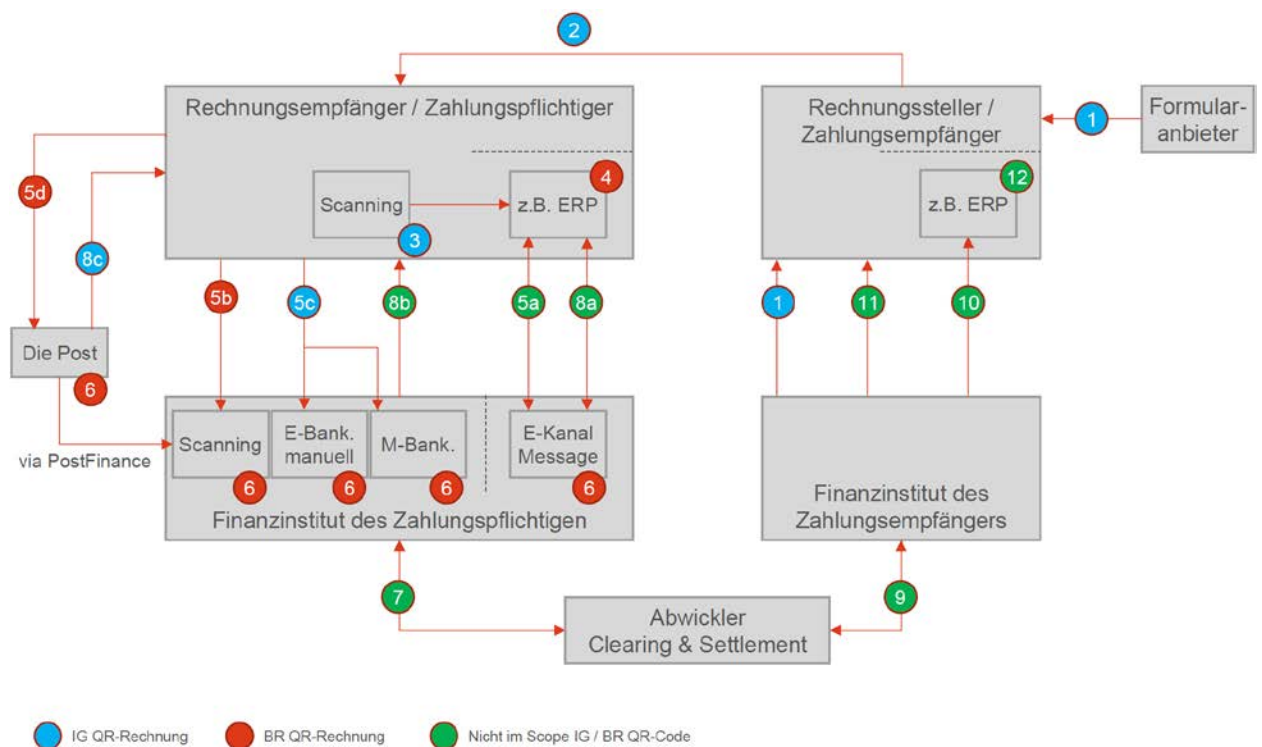 2
Rechnungsempfänger / Zahlungspflichtiger
Rechnungssteller /
Zahlungsempfänger
1
Formular-
anbieter
5d
8c
Scanning
3
z.B. ERP
4
z.B. ERP
12
5b
5c
8b
5a
8a
1
11
10
Die Post
6
via PostFinance
Scanning
6
E-Bank.
manuell
6
M-Bank.
6
E-Kanal
Message
6
Finanzinstitut des Zahlungspflichtigen
Finanzinstitut des
Zahlungsempfängers
7
9
Abwickler
Clearing & Settlement
IG QR-Rechnung
BR QR-Rechnung
Nicht im Scope IG / BR QR-Code